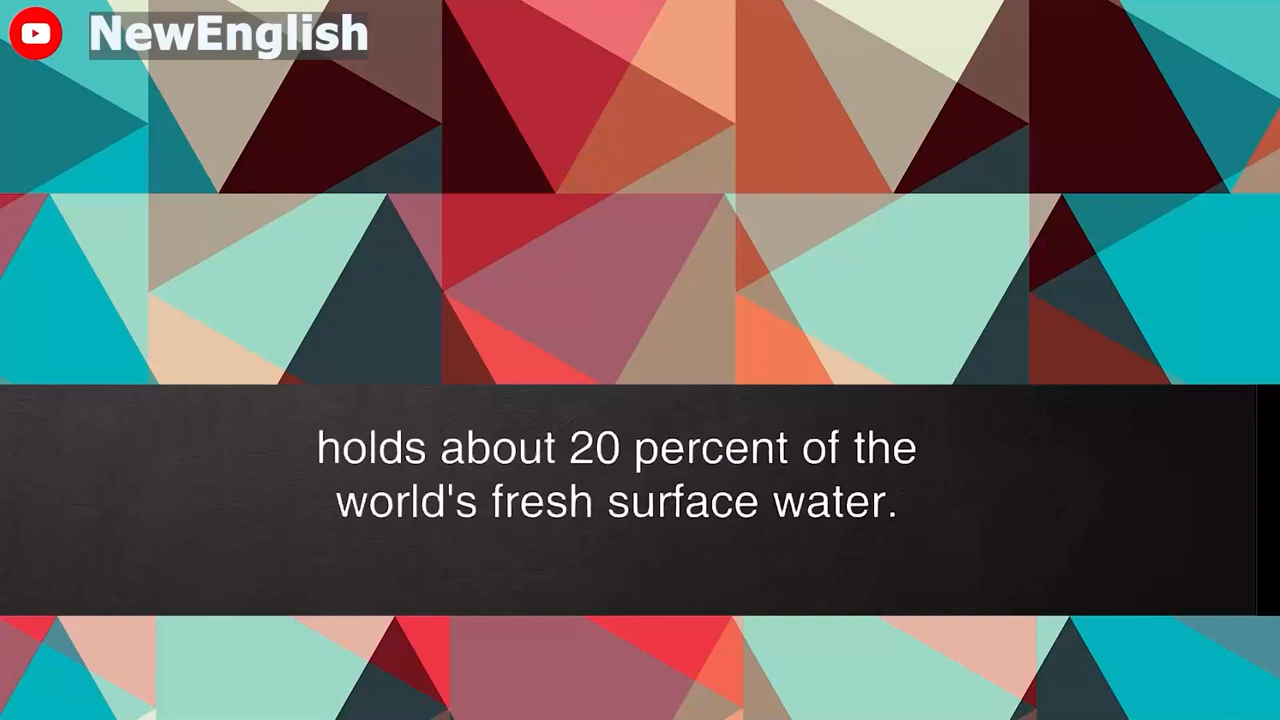 NewEnglish
holds about 20 percent of the
world's fresh surface water.